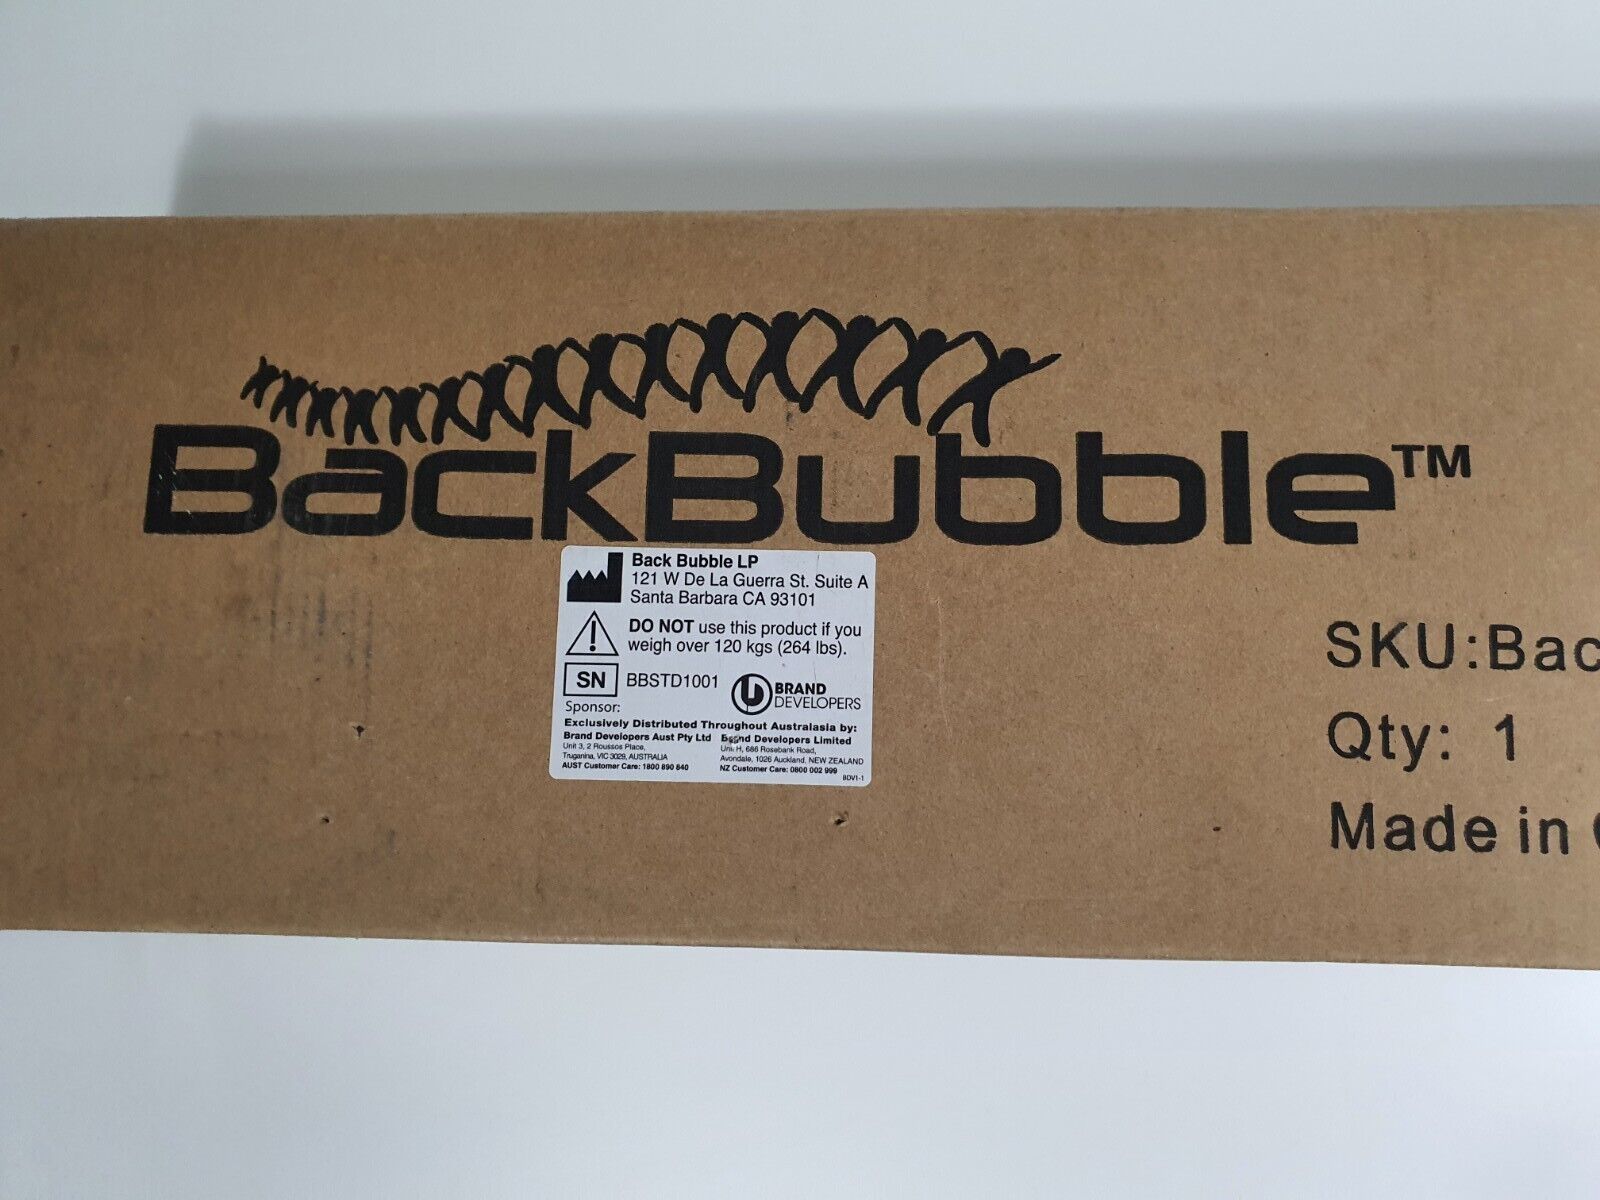 BackBubble™
Back Bubble LP
121 W De La Guerra St. Suite A
Santa Barbara CA 93101
DO NOT use this product if you
weigh over 120 kgs (264 lbs).
SN BBSTD1001
BRAND
DEVELOPERS
Sponsor:
Exclusively Distributed Throughout Australasia by:
Brand Developers Aust Pty Ltd
Unit 3, 2 Roussos Place,
Truganina, VIC 3029, AUSTRALIA
AUST Customer Care: 1800 890 840
Brand Developers Limited
Unit H, 686 Rosebank Road,
Avondale, 1026 Auckland, NEW ZEALAND
NZ Customer Care: 0800 002 999
BDV1-1
SKU:Bac
Qty: 1
Made in